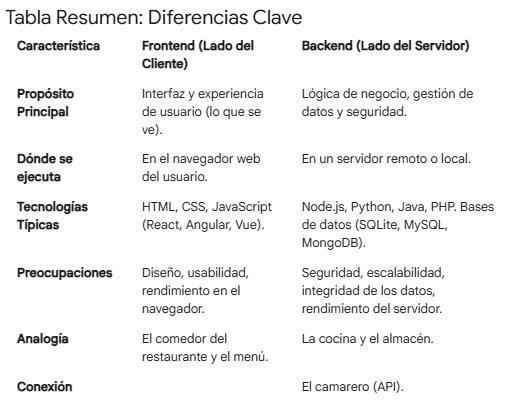 Tabla Resumen: Diferencias Clave
Característica Frontend (Lado del Cliente) Backend (Lado del Servidor)
Propósito Principal Interfaz y experiencia de usuario (lo que se ve). Lógica de negocio, gestión de datos y seguridad.
Dónde se ejecuta En el navegador web del usuario. En un servidor remoto o local.
Tecnologías Típicas HTML, CSS, JavaScript (React, Angular, Vue). Node.js, Python, Java, PHP. Bases de datos (SQLite, MySQL, MongoDB).
Preocupaciones Diseño, usabilidad, rendimiento en el navegador. Seguridad, escalabilidad, integridad de los datos, rendimiento del servidor.
Analogía El comedor del restaurante y el menú. La cocina y el almacén.
Conexión El camarero (API).